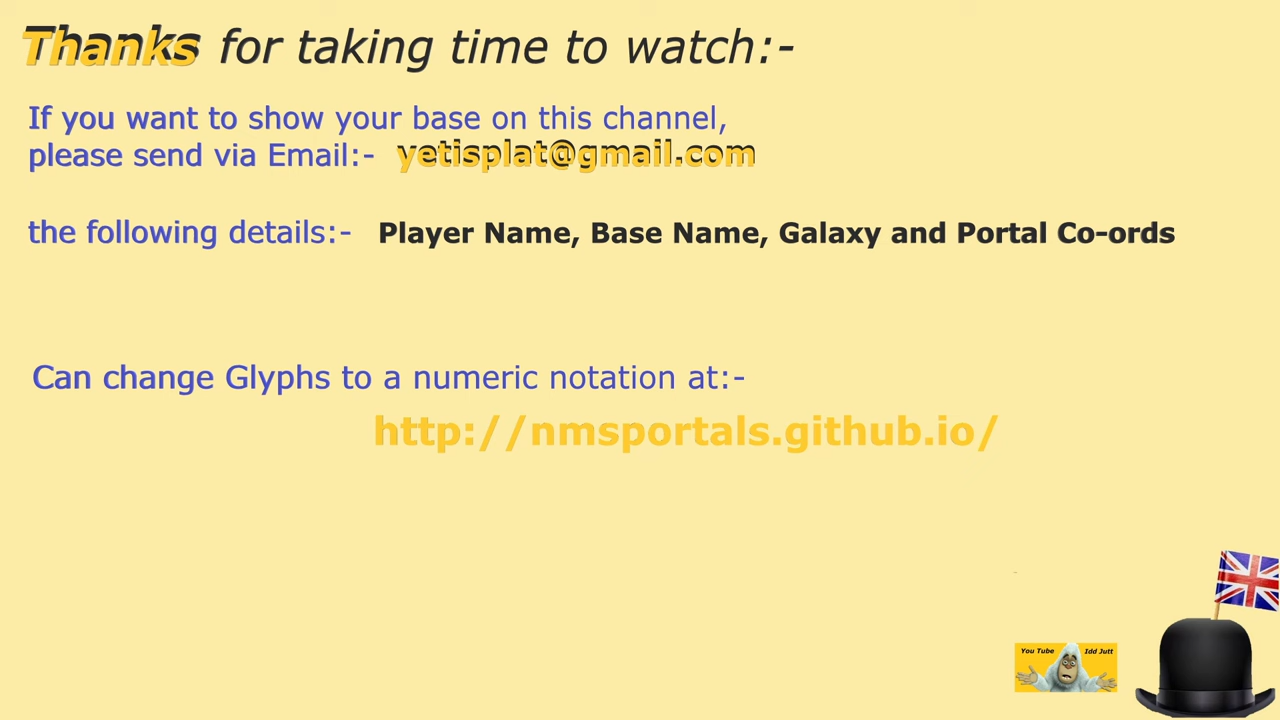 Thanks for taking time to watch:-
If you want to show your base on this channel,
please send via Email:- yetisplat@gmail.com
the following details:- Player Name, Base Name, Galaxy and Portal Co-ords
Can change Glyphs to a numeric notation at:-
http://nmsportals.github.io/
You Tube Idd Jutt